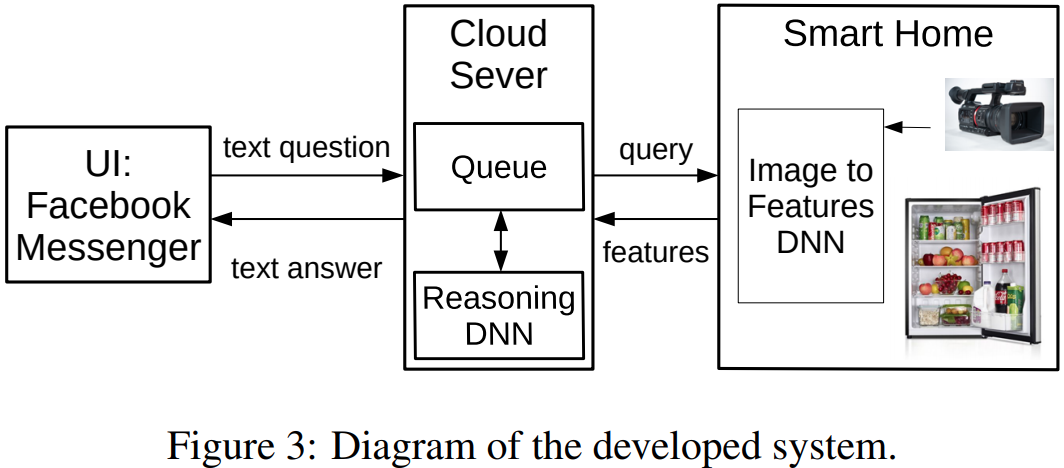 Cloud
Sever
Smart Home
UI:
Facebook
Messenger
text question
text answer
Queue
Reasoning
DNN
query
features
Image to
Features
DNN
Figure 3: Diagram of the developed system.